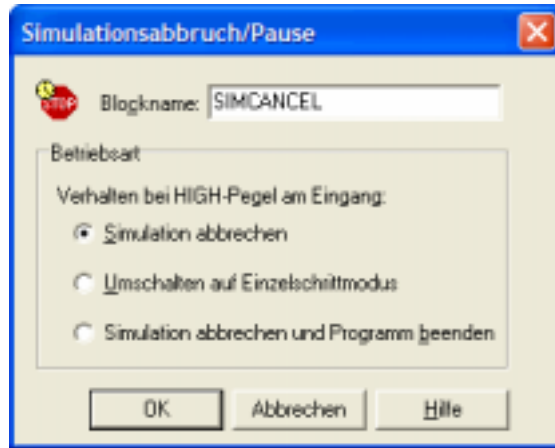 Simulationsabbruch/Pause
STOP
Blockname: SIMCANCEL
Betriebsart
Verhalten bei HIGH-Pegel am Eingang:
Simulation abbrechen
Umschalten auf Einzelschrittmodus
Simulation abbrechen und Programm beenden
OK Abbrechen Hilfe